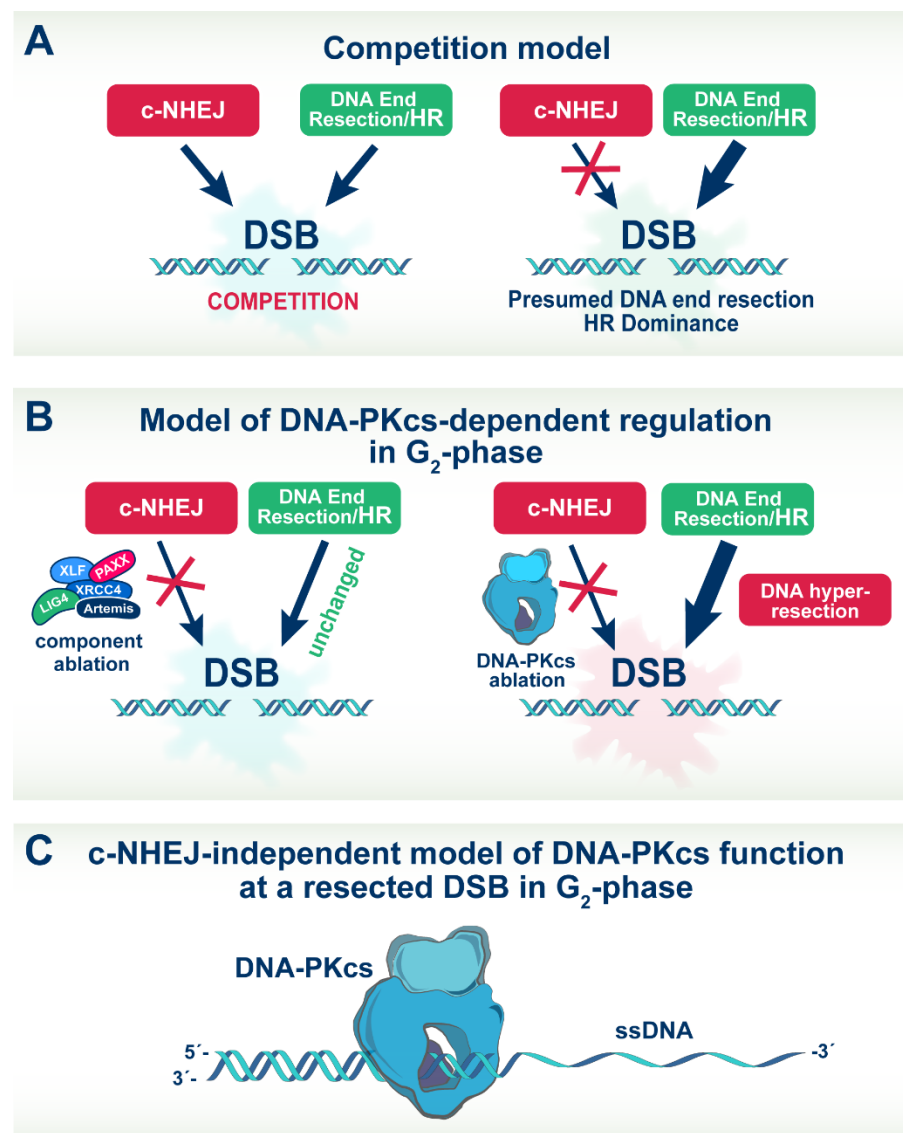 A
Competition model
c-NHEJ
DNA End
Resection/HR
c-NHEJ
DNA End
Resection/HR
DSB
DSB
COMPETITION
Presumed DNA end resection
HR Dominance
B
Model of DNA-PKcs-dependent regulation
in G₂-phase
c-NHEJ
DNA End
Resection/HR
c-NHEJ
DNA End
Resection/HR
XLF
PAXX
XRCC4
LIG4
Artemis
component
ablation
unchanged
DSB
DNA-PKcs
ablation
DNA hyper-
resection
DSB
C
c-NHEJ-independent model of DNA-PKcs function
at a resected DSB in G₂-phase
DNA-PKcs
ssDNA
5´-
3´-
-3´